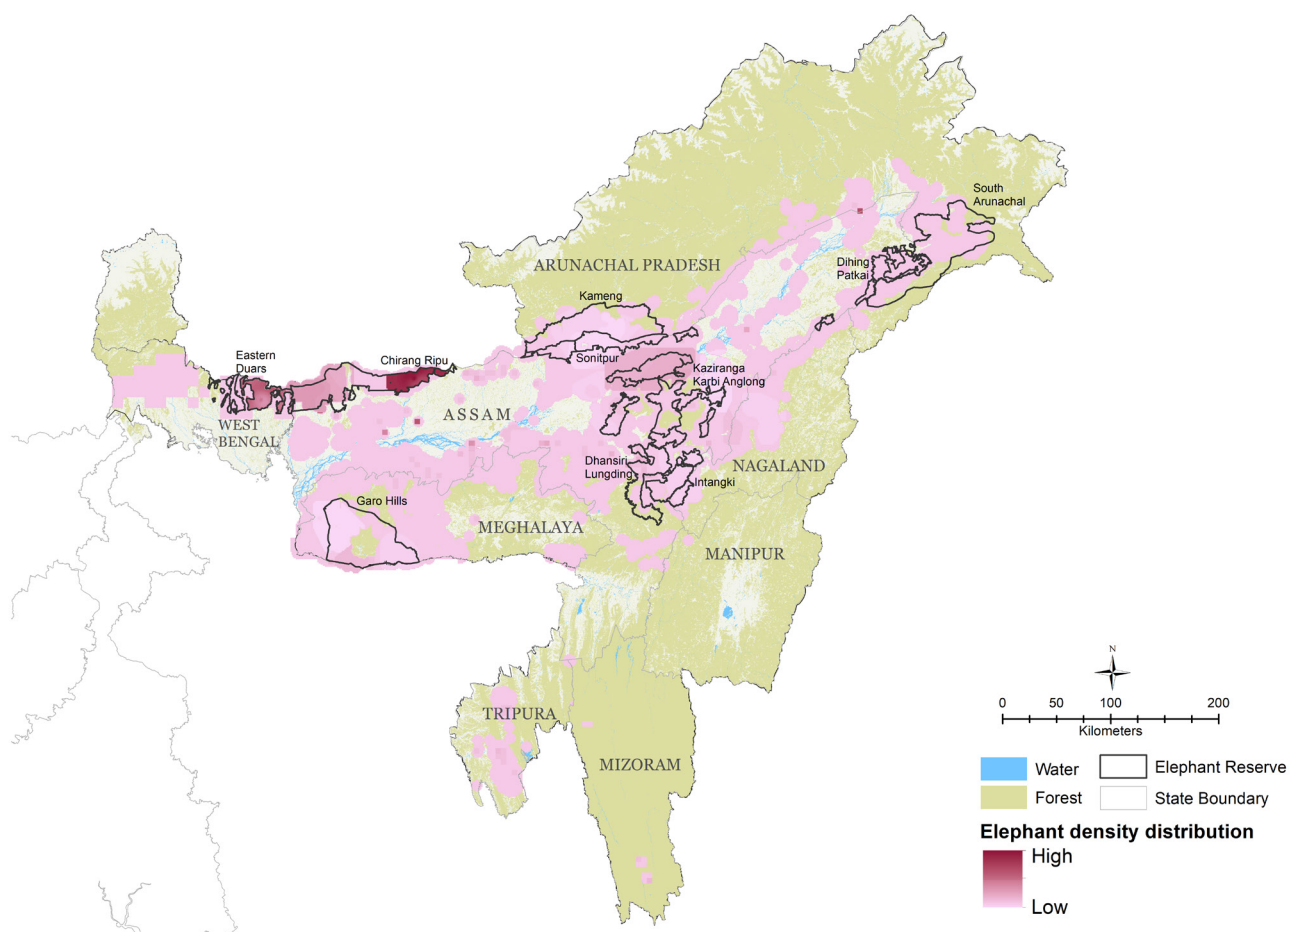 South
Arunachal
ARUNACHAL PRADESH
Dihing
Patkai
Kameng
Eastern
Duars
Chirang Ripu
Sonitpur
Kaziranga
Karbi Anglong
ASSAM
WEST
BENGAL
Dhansiri
Lungding
NAGALAND
Intangki
Garo Hills
MEGHALAYA
MANIPUR
TRIPURA
MIZORAM
N
0 50 100 200
Kilometers
Water
Elephant Reserve
Forest
State Boundary
Elephant density distribution
High
Low